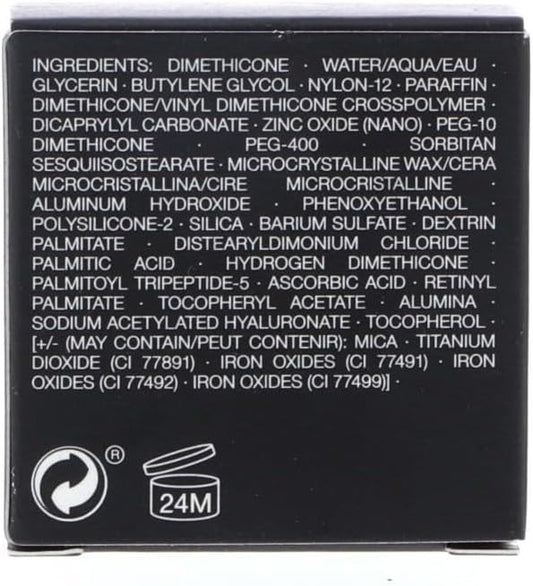 INGREDIENTS: DIMETHICONE · WATER/AQUA/EAU ·
GLYCERIN · BUTYLENE GLYCOL · NYLON-12 · PARAFFIN ·
DIMETHICONE/VINYL DIMETHICONE CROSSPOLYMER ·
DICAPRYLYL CARBONATE · ZINC OXIDE (NANO) · PEG-10
DIMETHICONE · PEG-400 · SORBITAN
SESQUIISOSTEARATE · MICROCRYSTALLINE WAX/CERA
MICROCRISTALLINA/CIRE MICROCRISTALLINE ·
ALUMINUM HYDROXIDE · PHENOXYETHANOL ·
POLYSILICONE-2 · SILICA · BARIUM SULFATE · DEXTRIN
PALMITATE · DISTEARYLDIMONIUM CHLORIDE ·
PALMITIC ACID · HYDROGEN DIMETHICONE ·
PALMITOYL TRIPEPTIDE-5 · ASCORBIC ACID · RETINYL
PALMITATE · TOCOPHERYL ACETATE · ALUMINA ·
SODIUM ACETYLATED HYALURONATE · TOCOPHEROL ·
[+/- (MAY CONTAIN/PEUT CONTENIR): MICA · TITANIUM
DIOXIDE (CI 77891) · IRON OXIDES (CI 77491) · IRON
OXIDES (CI 77492) · IRON OXIDES (CI 77499)] ·
®
24M